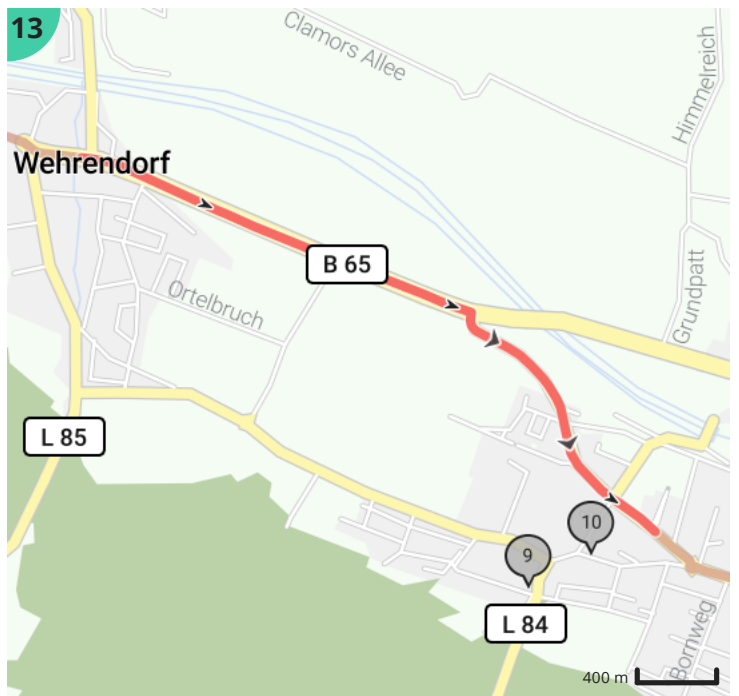 13
Clamors Allee
Himmelreich
Wehrendorf
B 65
Ortelbruch
Grundpatt
L 85
10
9
L 84
Bornweg
400 m